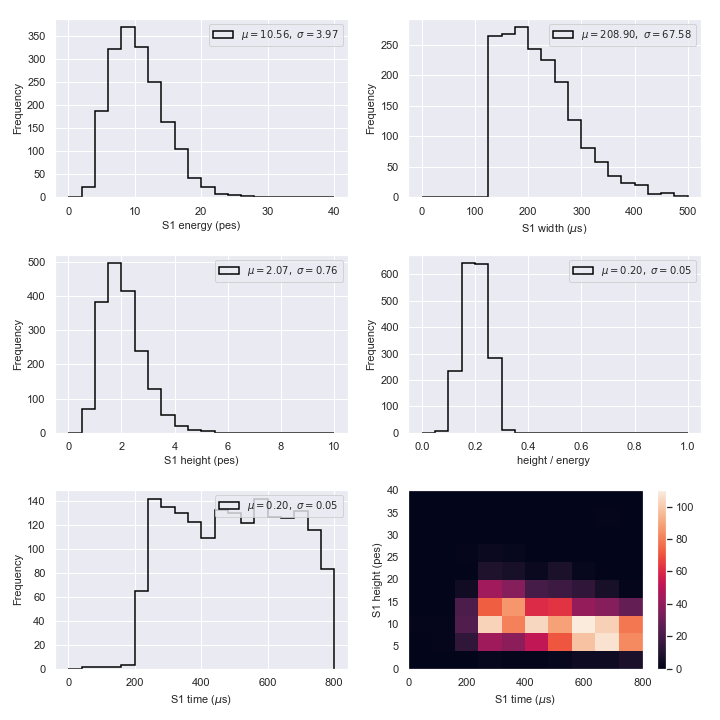 μ = 10.56, σ = 3.97
Frequency
350
300
250
200
150
100
50
0
0 10 20 30 40
S1 energy (pes)
μ = 208.90, σ = 67.58
Frequency
250
200
150
100
50
0
0 100 200 300 400 500
S1 width (μs)
μ = 2.07, σ = 0.76
Frequency
500
400
300
200
100
0
0 2 4 6 8 10
S1 height (pes)
μ = 0.20, σ = 0.05
Frequency
600
500
400
300
200
100
0
0.0 0.2 0.4 0.6 0.8 1.0
height / energy
μ = 0.20, σ = 0.05
Frequency
140
120
100
80
60
40
20
0
0 200 400 600 800
S1 time (μs)
S1 height (pes)
40
35
30
25
20
15
10
5
0
0 200 400 600 800
S1 time (μs)
100
80
60
40
20
0